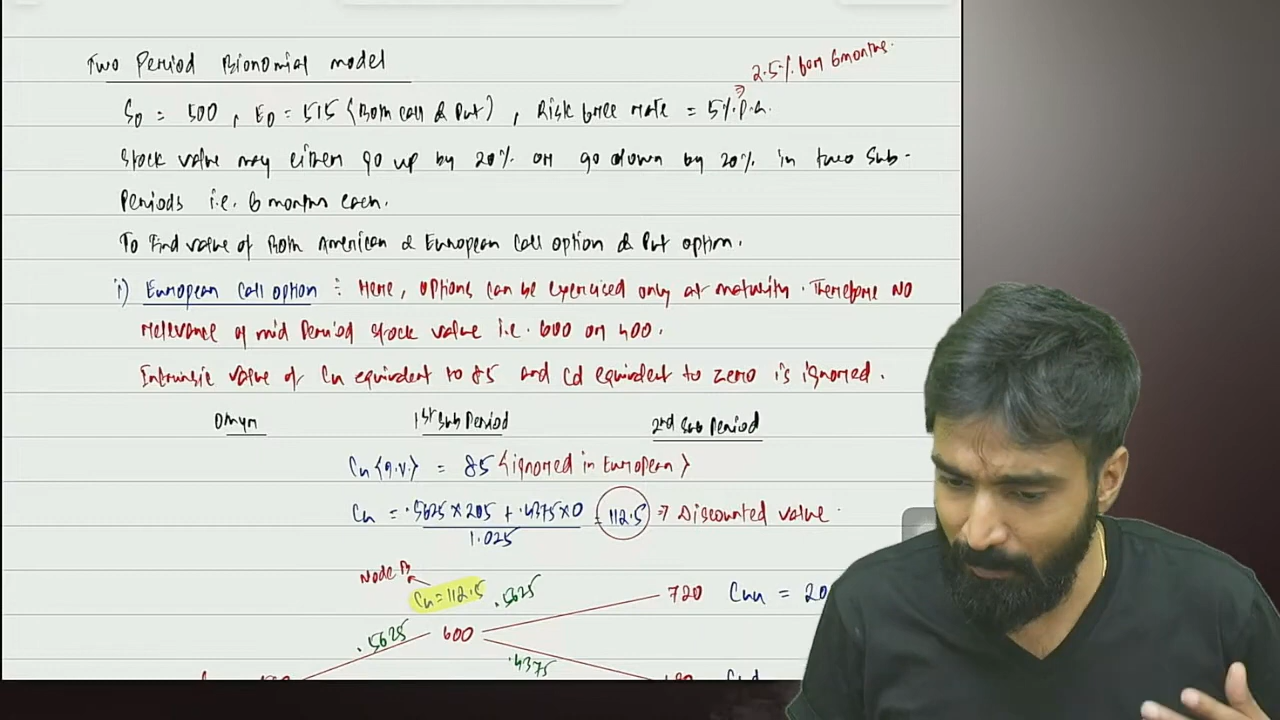 Two Period Bionomial model
2.5% for 6 months.
S0 = 500, E0 = 515 (Both call & Put), Risk free rate = 5% p.a.
Stock value may either go up by 20% or go down by 20% in two Sub-
Periods i.e. 6 months each.
To Find value of Both American & European Call option & Put option.
i) European Call option : Here, options can be exercised only at maturity. Therefore NO
relevance of mid Period stock value i.e. 600 or 400.
Intrinsic value of Cu equivalent to 85 and Cd equivalent to zero is ignored.
1st Sub Period 2nd Sub Period
= 85 {ignored in European}
Cu = .5625 x 205 + .4375 x 0 = 112.5 → Discounted value.
1.025
Node B
Cu = 112.5 .5625 720 Cuu = 20
.5625 600
.4375